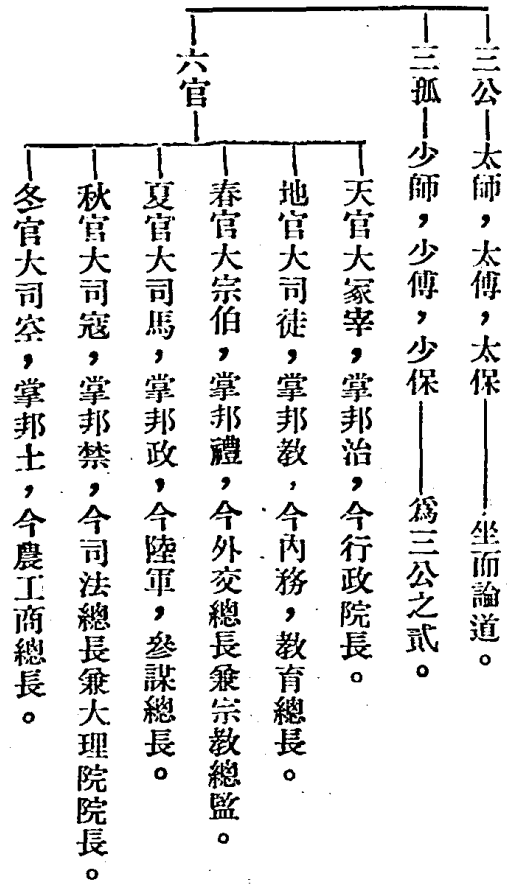 三公—太師，太傅，太保——坐而論道。
三孤—少師，少傅，少保——為三公之貳。
六官
天官大冢宰，掌邦治，今行政院長。
地官大司徒，掌邦教，今內務，教育總長。
春官大宗伯，掌邦禮，今外交總長兼宗教總監。
夏官大司馬，掌邦政，今陸軍，參謀總長。
秋官大司寇，掌邦禁，今司法總長兼大理院院長。
冬官大司空，掌邦土，今農工商總長。